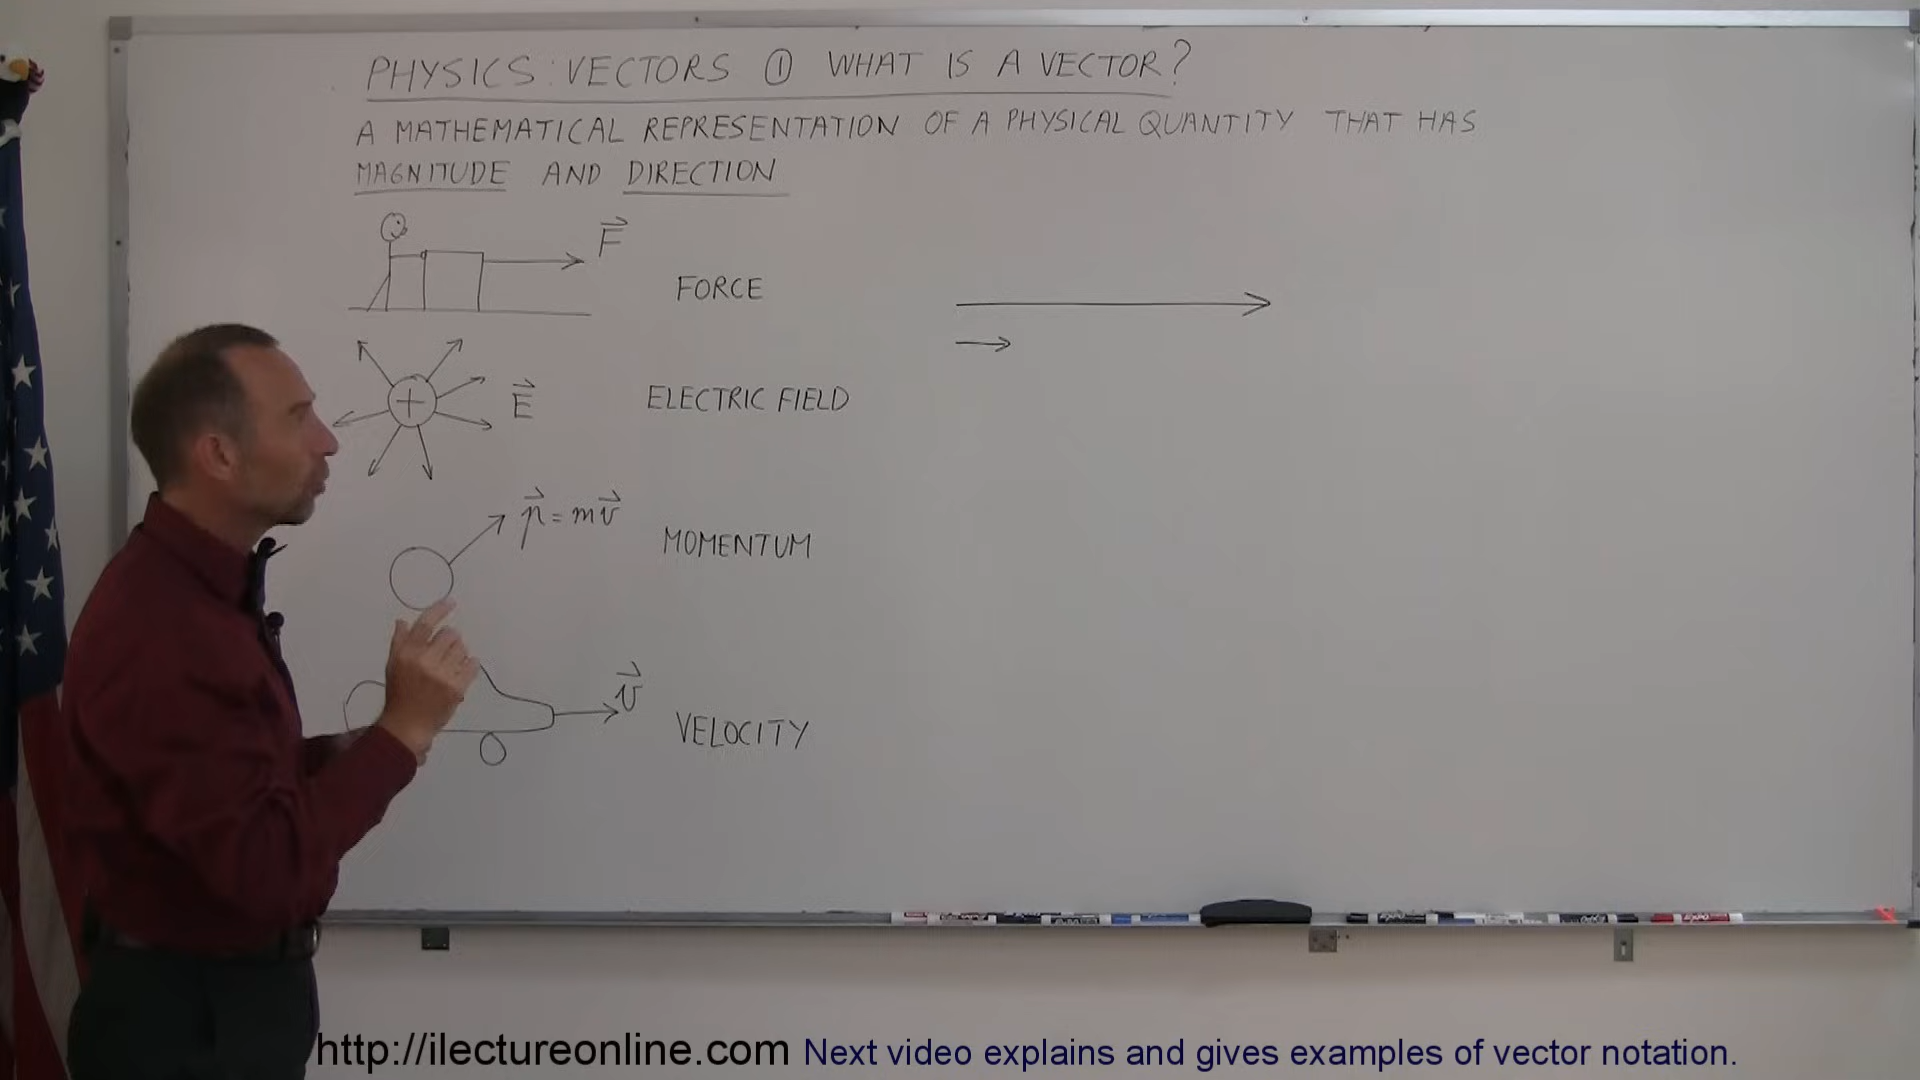 PHYSICS: VECTORS ① WHAT IS A VECTOR?
A MATHEMATICAL REPRESENTATION OF A PHYSICAL QUANTITY THAT HAS
MAGNITUDE AND DIRECTION
F⃗
FORCE
+
E⃗
ELECTRIC FIELD
p⃗ = mv⃗
MOMENTUM
v⃗
VELOCITY
http://ilectureonline.com Next video explains and gives examples of vector notation.